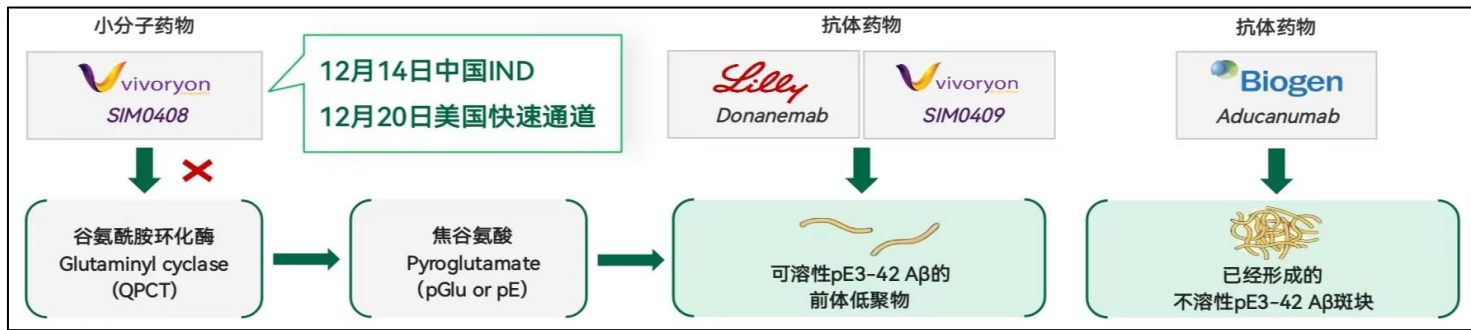 小分子药物
vivoryon
SIM0408
12月14日中国IND
12月20日美国快速通道
抗体药物
Lilly
Donanemab
vivoryon
SIM0409
抗体药物
Biogen
Aducanumab
谷氨酰胺环化酶
Glutaminyl cyclase
(QPCT)
焦谷氨酸
Pyroglutamate
(pGlu or pE)
可溶性pE3-42 Aβ的
前体低聚物
已经形成的
不溶性pE3-42 Aβ斑块